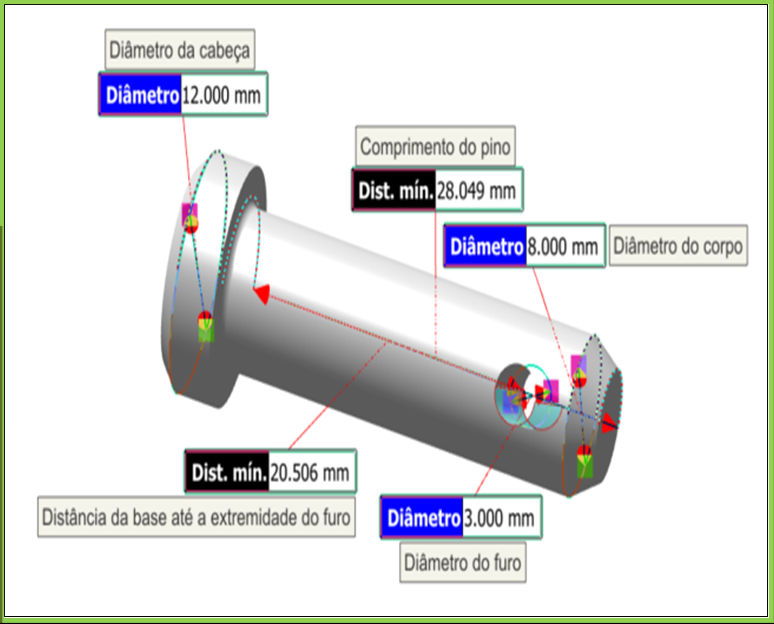 Diâmetro da cabeça
Diâmetro 12.000 mm
Comprimento do pino
Dist. mín. 28.049 mm
Diâmetro 8.000 mm
Diâmetro do corpo
Dist. mín. 20.506 mm
Distância da base até a extremidade do furo
Diâmetro 3.000 mm
Diâmetro do furo